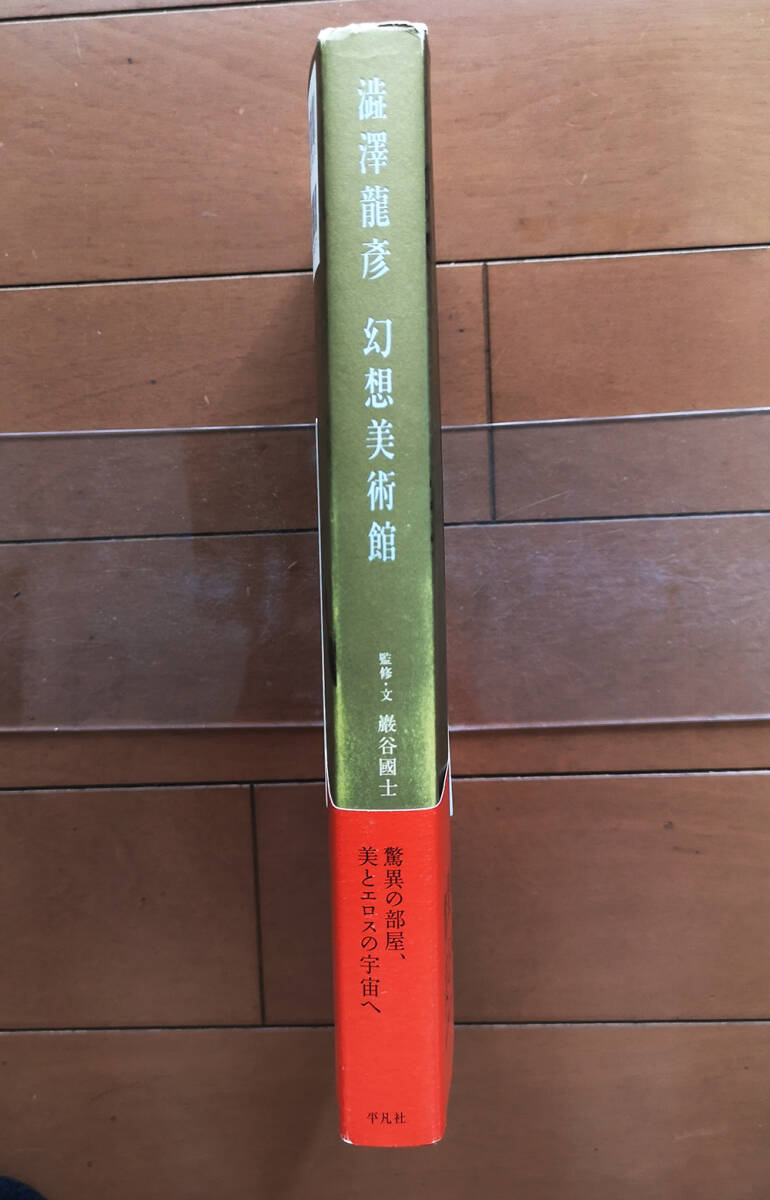 澁澤龍彥 幻想美術館
監修・文 巖谷國士
驚異の部屋、
美とエロスの宇宙へ
平凡社